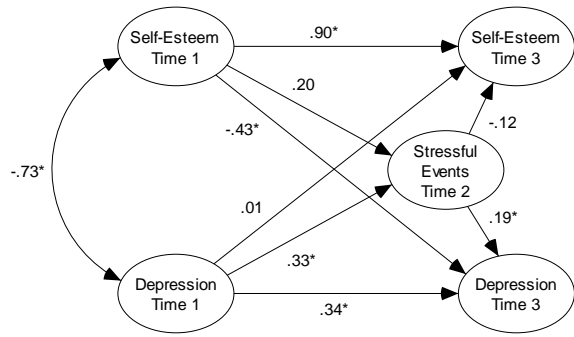 Self-Esteem
Time 1
.90*
Self-Esteem
Time 3
.20
-.43*
-.12
Stressful
Events
Time 2
-.73*
.01
.19*
.33*
Depression
Time 1
.34*
Depression
Time 3